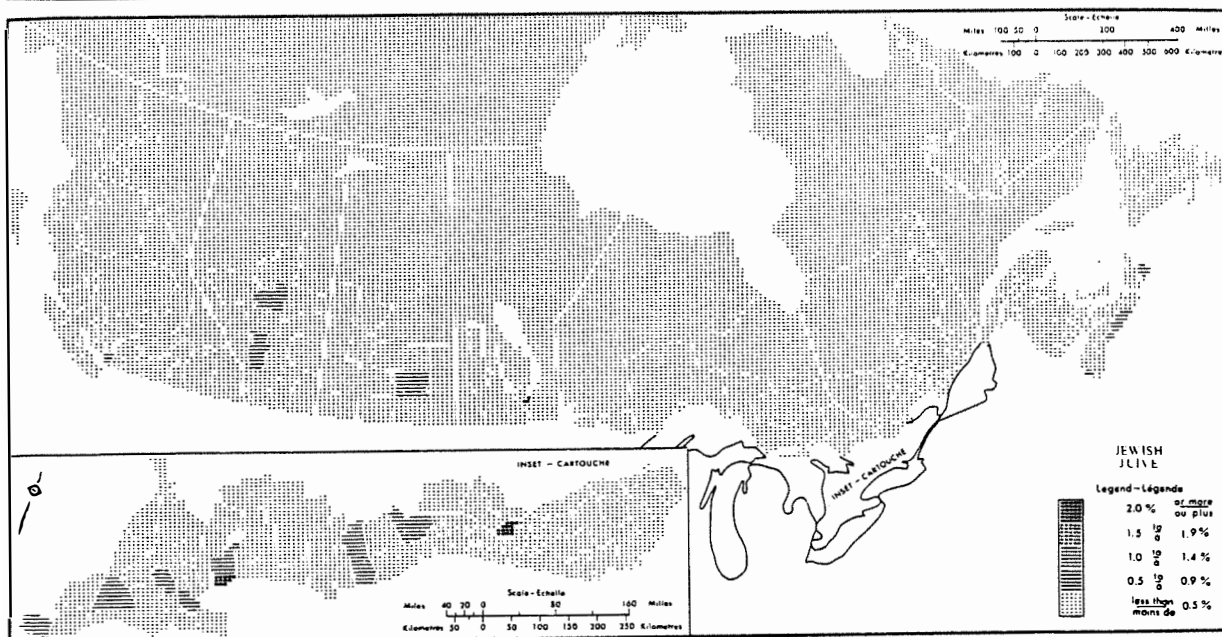 Scale - Echelle
Miles 100 50 0 100 400 Milles
Kilometres 100 0 100 200 300 400 500 600 Kilometres
INSET - CARTOUCHE
INSET - CARTOUCHE
Scale - Echelle
Miles 40 20 0 80 160 Milles
Kilometres 50 0 50 100 150 200 250 Kilometres
JEWISH
JUIVE
Legend - Légende
2.0 % or more
ou plus
1.5 to
à 1.9 %
1.0 to
à 1.4 %
0.5 to
à 0.9 %
less than
moins de 0.5 %